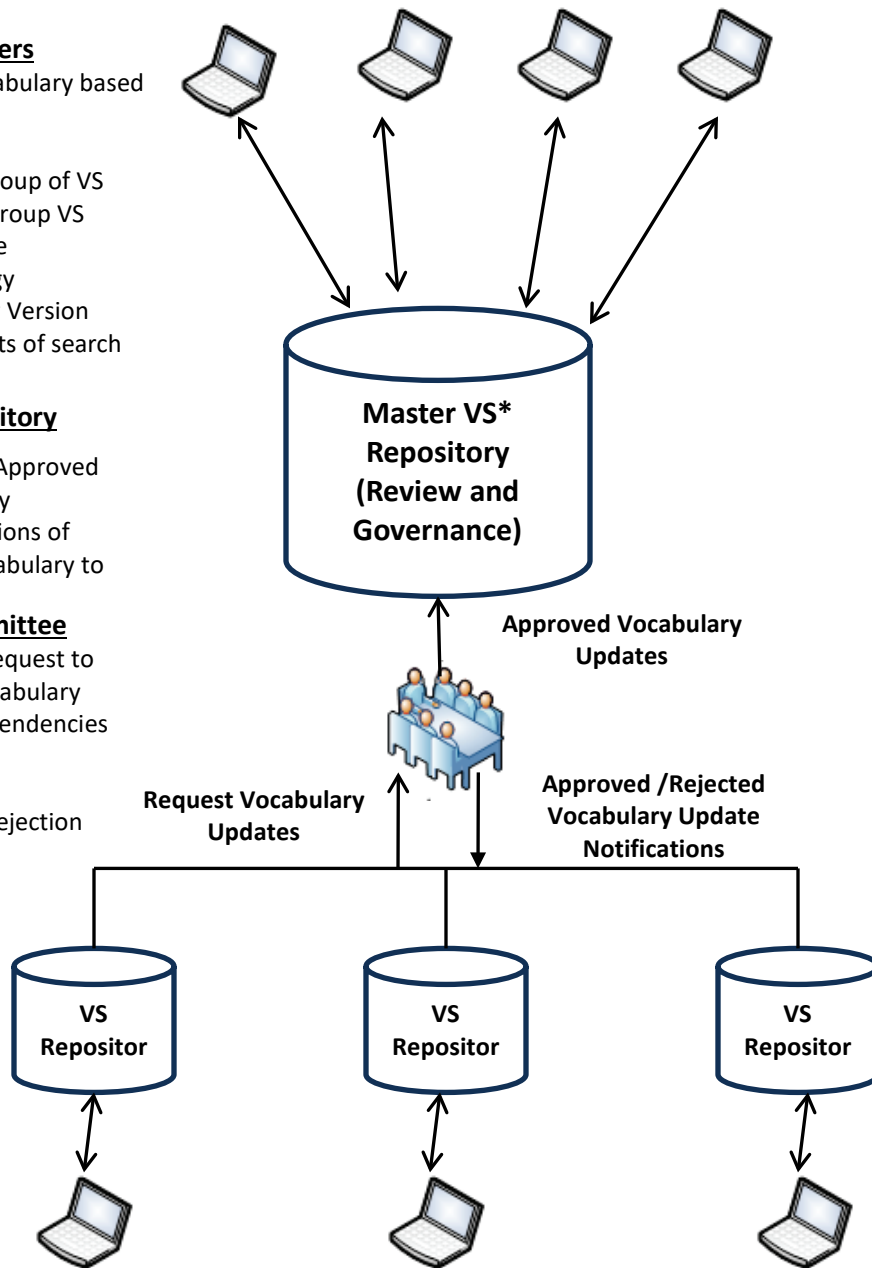 ers
abulary based
oup of VS
roup VS
e
gy
Version
ts of search
itory
Approved
y
ions of
abulary to
mittee
equest to
abulary
endencies
ejection
Master VS*
Repository
(Review and
Governance)
Approved Vocabulary
Updates
Request Vocabulary
Updates
Approved /Rejected
Vocabulary Update
Notifications
VS
Repositor
VS
Repositor
VS
Repositor